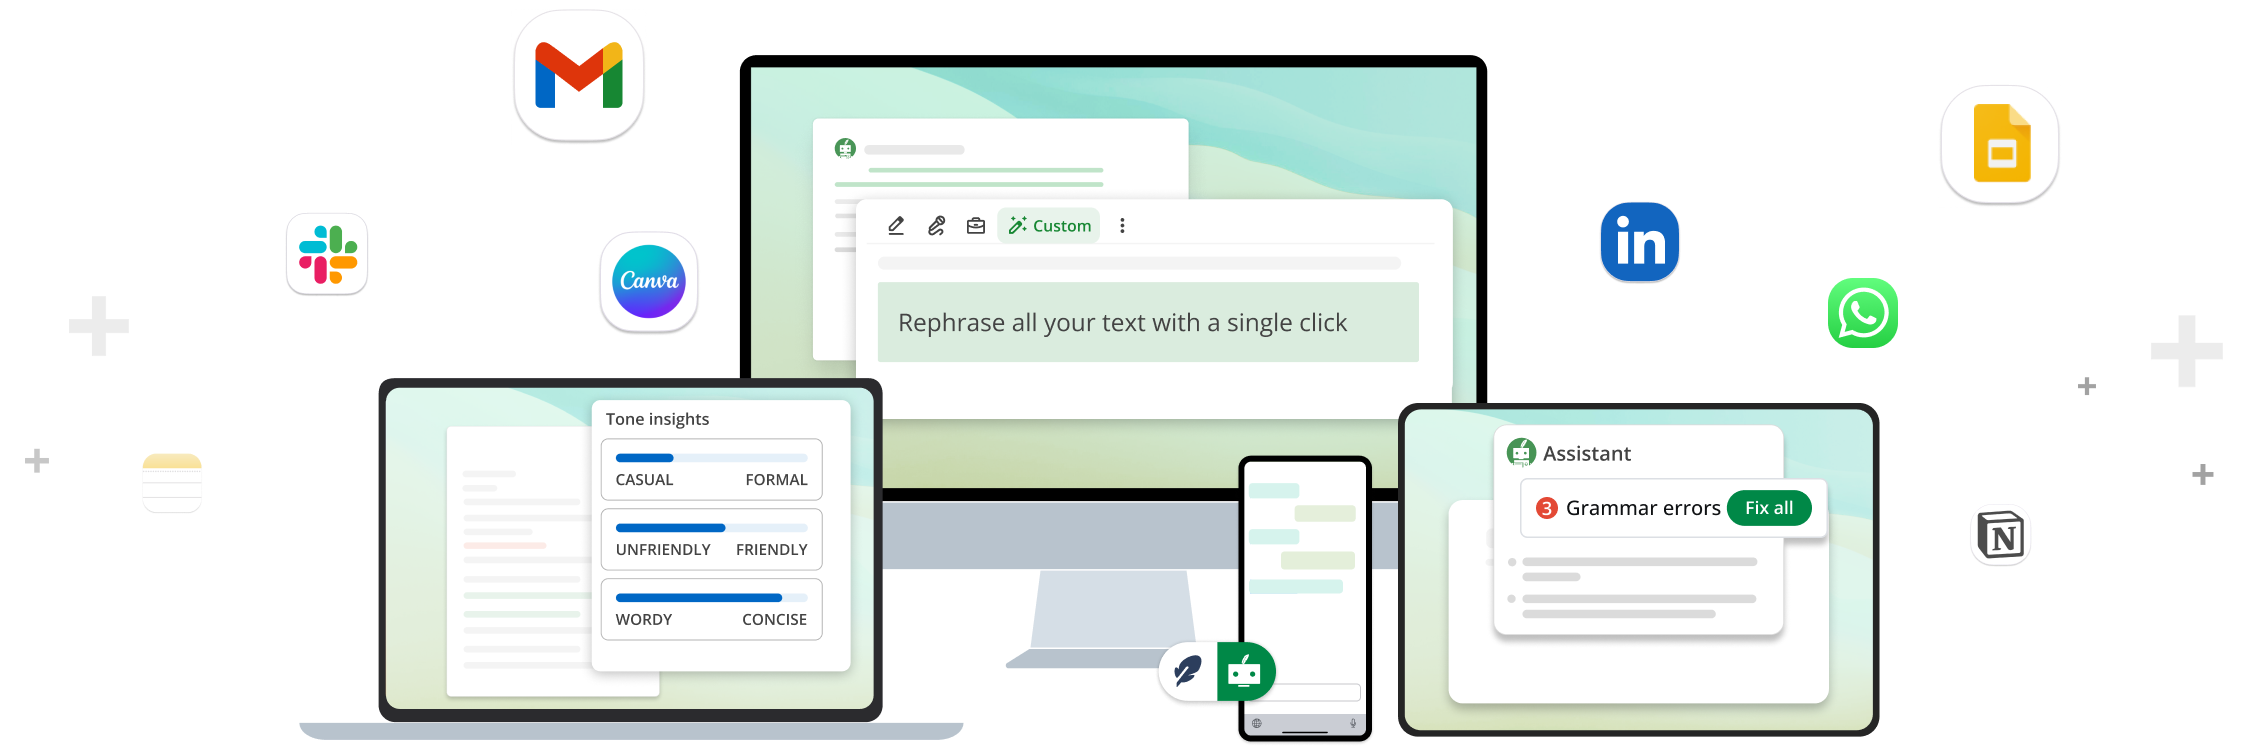 Canva
in
Custom
Rephrase all your text with a single click
Tone insights
CASUAL FORMAL
UNFRIENDLY FRIENDLY
WORDY CONCISE
Assistant
3 Grammar errors Fix all
N